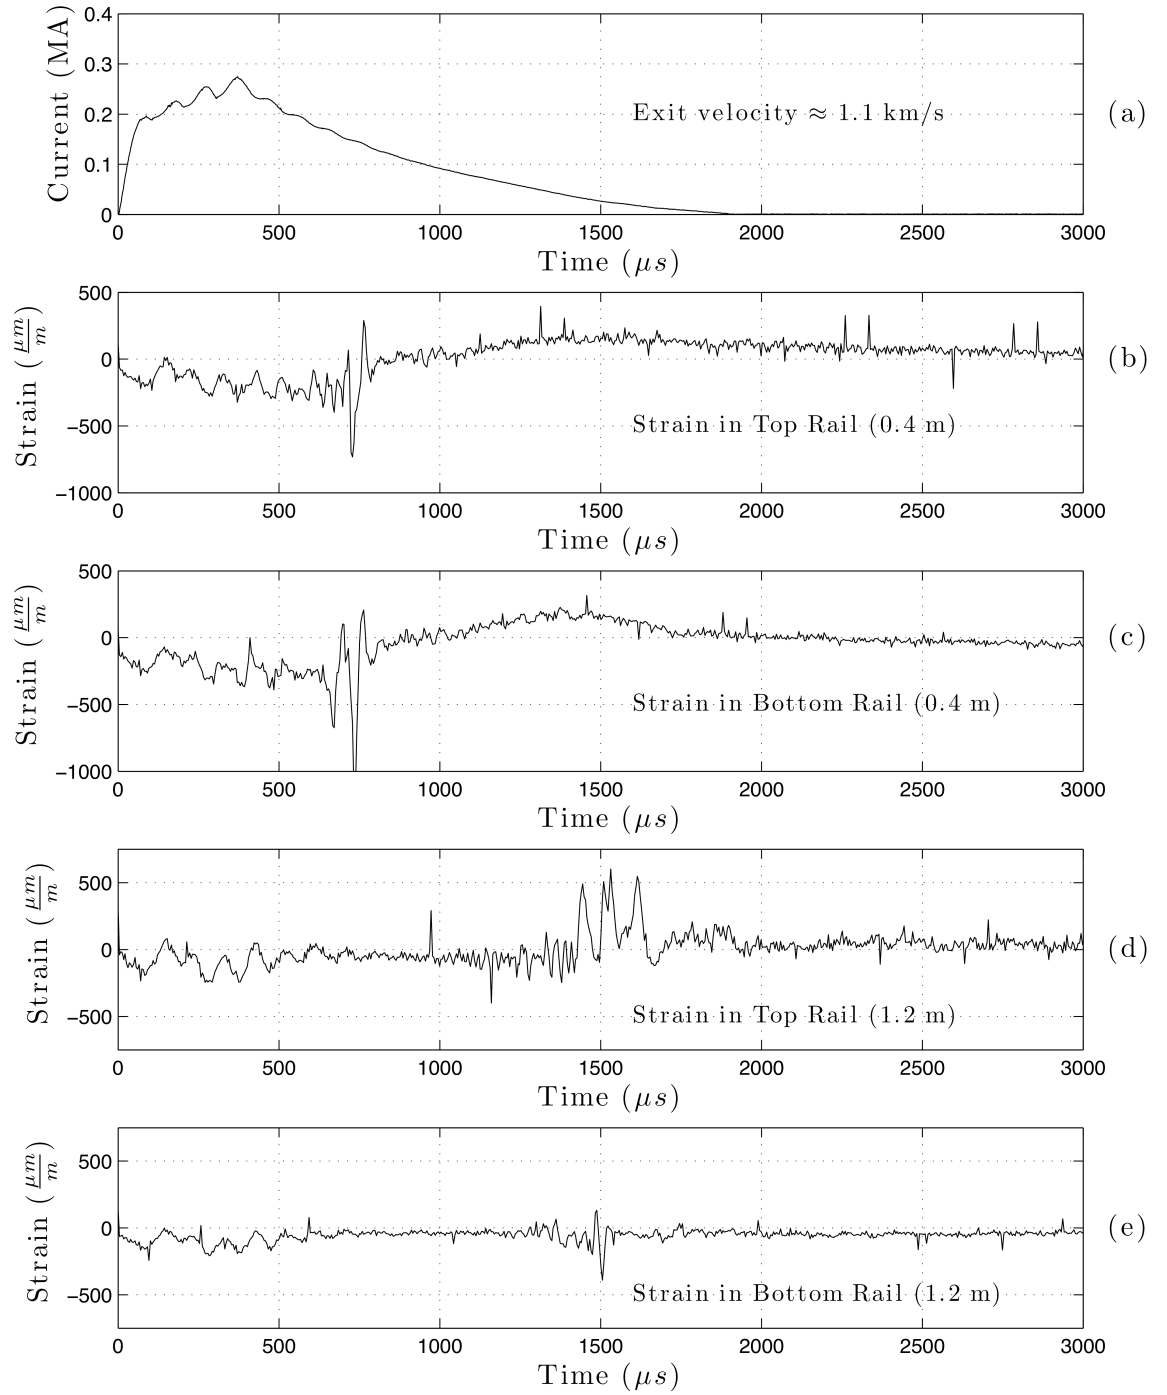 0.4
0.3
0.2
0.1
0
Current (MA)
Exit velocity ≈ 1.1 km/s
(a)
0 500 1000 1500 2000 2500 3000
Time (μs)
500
0
−500
−1000
Strain (μm/m)
Strain in Top Rail (0.4 m)
(b)
0 500 1000 1500 2000 2500 3000
Time (μs)
500
0
−500
−1000
Strain (μm/m)
Strain in Bottom Rail (0.4 m)
(c)
0 500 1000 1500 2000 2500 3000
Time (μs)
500
0
−500
Strain (μm/m)
Strain in Top Rail (1.2 m)
(d)
0 500 1000 1500 2000 2500 3000
Time (μs)
500
0
−500
Strain (μm/m)
Strain in Bottom Rail (1.2 m)
(e)
0 500 1000 1500 2000 2500 3000
Time (μs)